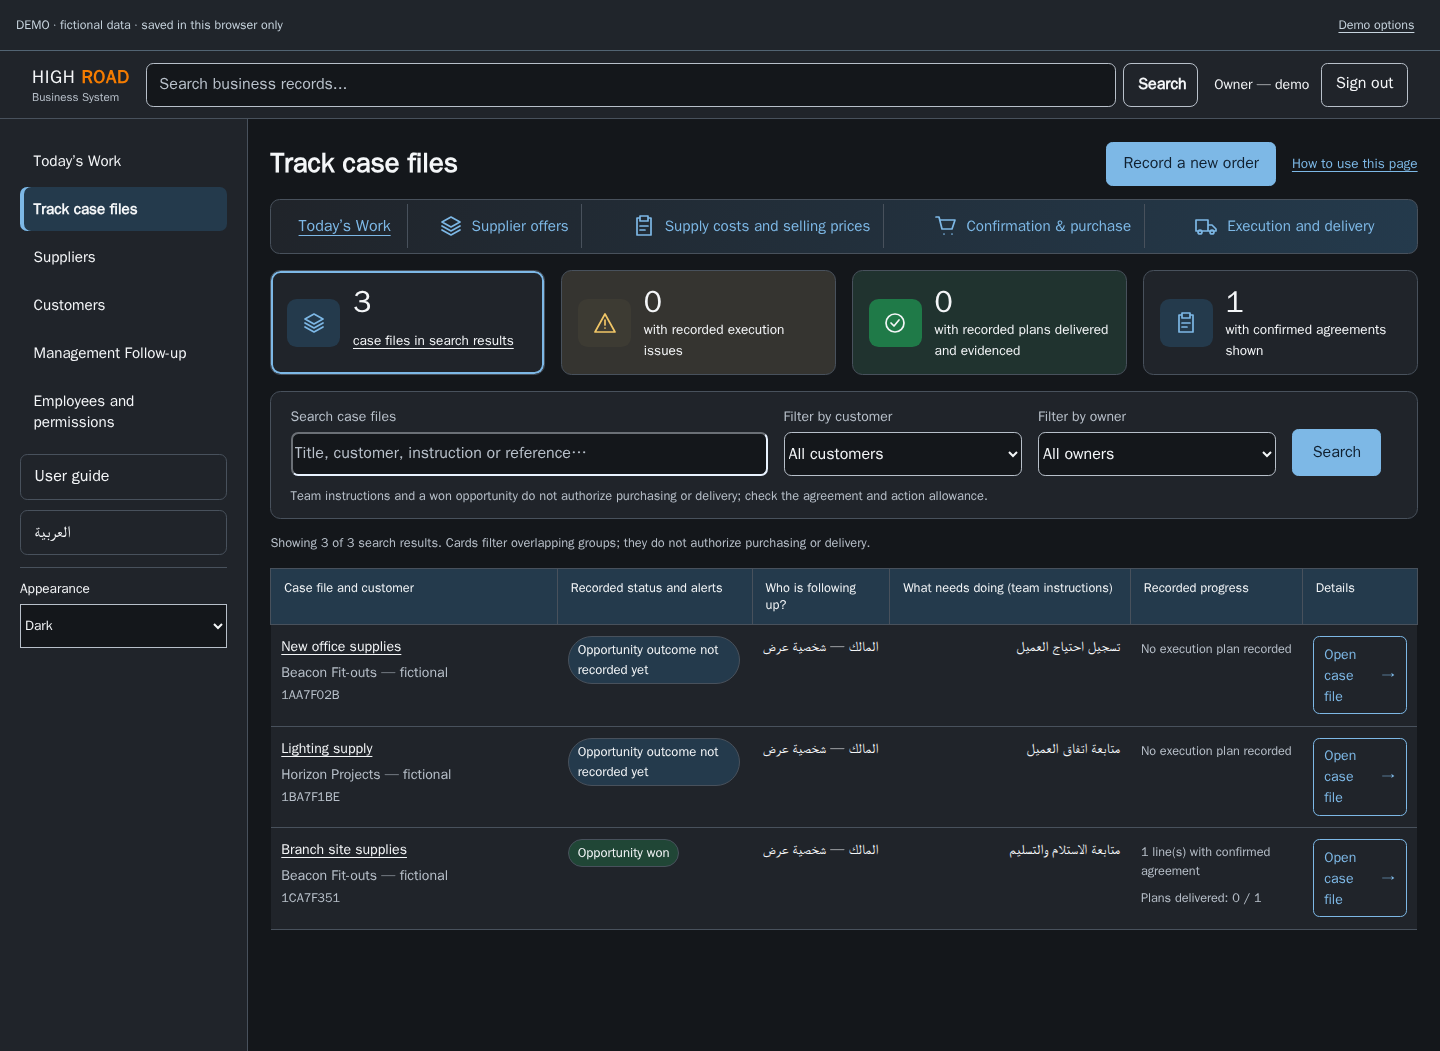 DEMO · fictional data · saved in this browser only
Demo options
HIGH ROAD
Business System
Search business records...
Search
Owner — demo
Sign out
Today's Work
Track case files
Suppliers
Customers
Management Follow-up
Employees and
permissions
User guide
العربية
Appearance
Dark
Track case files
Record a new order
How to use this page
Today's Work
Supplier offers
Supply costs and selling prices
Confirmation & purchase
Execution and delivery
3
case files in search results
0
with recorded execution
issues
0
with recorded plans delivered
and evidenced
1
with confirmed agreements
shown
Search case files
Title, customer, instruction or reference…
Filter by customer
All customers
Filter by owner
All owners
Search
Team instructions and a won opportunity do not authorize purchasing or delivery; check the agreement and action allowance.
Showing 3 of 3 search results. Cards filter overlapping groups; they do not authorize purchasing or delivery.
Case file and customer
Recorded status and alerts
Who is following
up?
What needs doing (team instructions)
Recorded progress
Details
New office supplies
Beacon Fit-outs — fictional
1AA7F02B
Opportunity outcome not
recorded yet
المالك — شخصية عرض
تسجيل احتياج العميل
No execution plan recorded
Open
case
file
→
Lighting supply
Horizon Projects — fictional
1BA7F1BE
Opportunity outcome not
recorded yet
المالك — شخصية عرض
متابعة اتفاق العميل
No execution plan recorded
Open
case
file
→
Branch site supplies
Beacon Fit-outs — fictional
1CA7F351
Opportunity won
المالك — شخصية عرض
متابعة الاستلام والتسليم
1 line(s) with confirmed
agreement
Plans delivered: 0 / 1
Open
case
file
→